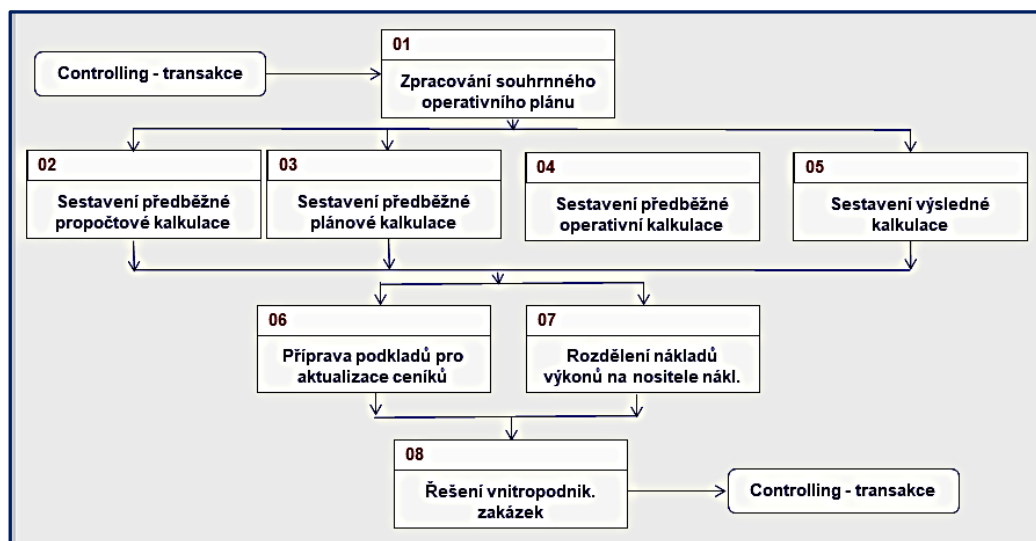 01
Controlling - transakce
Zpracování souhrnného
operativního plánu
02
03
04
05
Sestavení předběžné
propočtové kalkulace
Sestavení předběžné
plánové kalkulace
Sestavení předběžné
operativní kalkulace
Sestavení výsledné
kalkulace
06
07
Příprava podkladů pro
aktualizace ceníků
Rozdělení nákladů
výkonů na nositele nákl.
08
Řešení vnitropodnik.
zakázek
Controlling - transakce